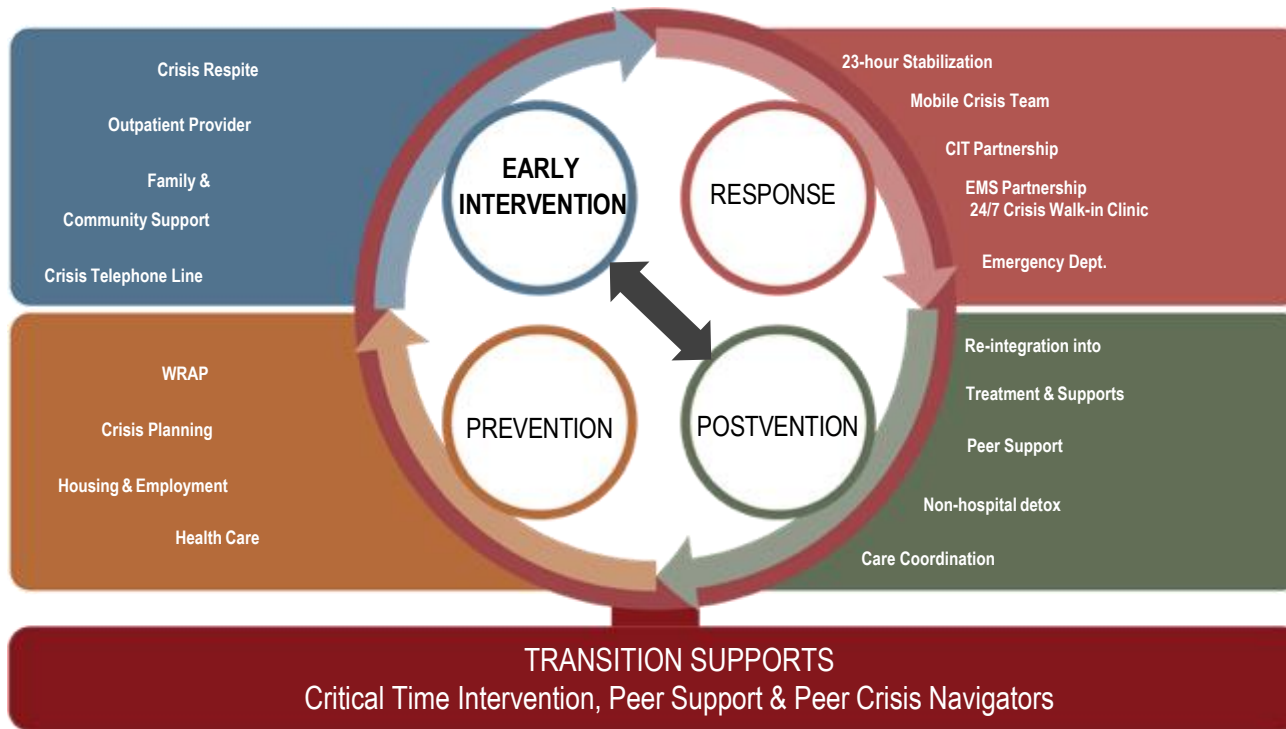 Crisis Respite
Outpatient Provider
Family &
Community Support
Crisis Telephone Line
EARLY
INTERVENTION
RESPONSE
23-hour Stabilization
Mobile Crisis Team
CIT Partnership
EMS Partnership
24/7 Crisis Walk-in Clinic
Emergency Dept.
WRAP
Crisis Planning
Housing & Employment
Health Care
PREVENTION
POSTVENTION
Re-integration into
Treatment & Supports
Peer Support
Non-hospital detox
Care Coordination
TRANSITION SUPPORTS
Critical Time Intervention, Peer Support & Peer Crisis Navigators